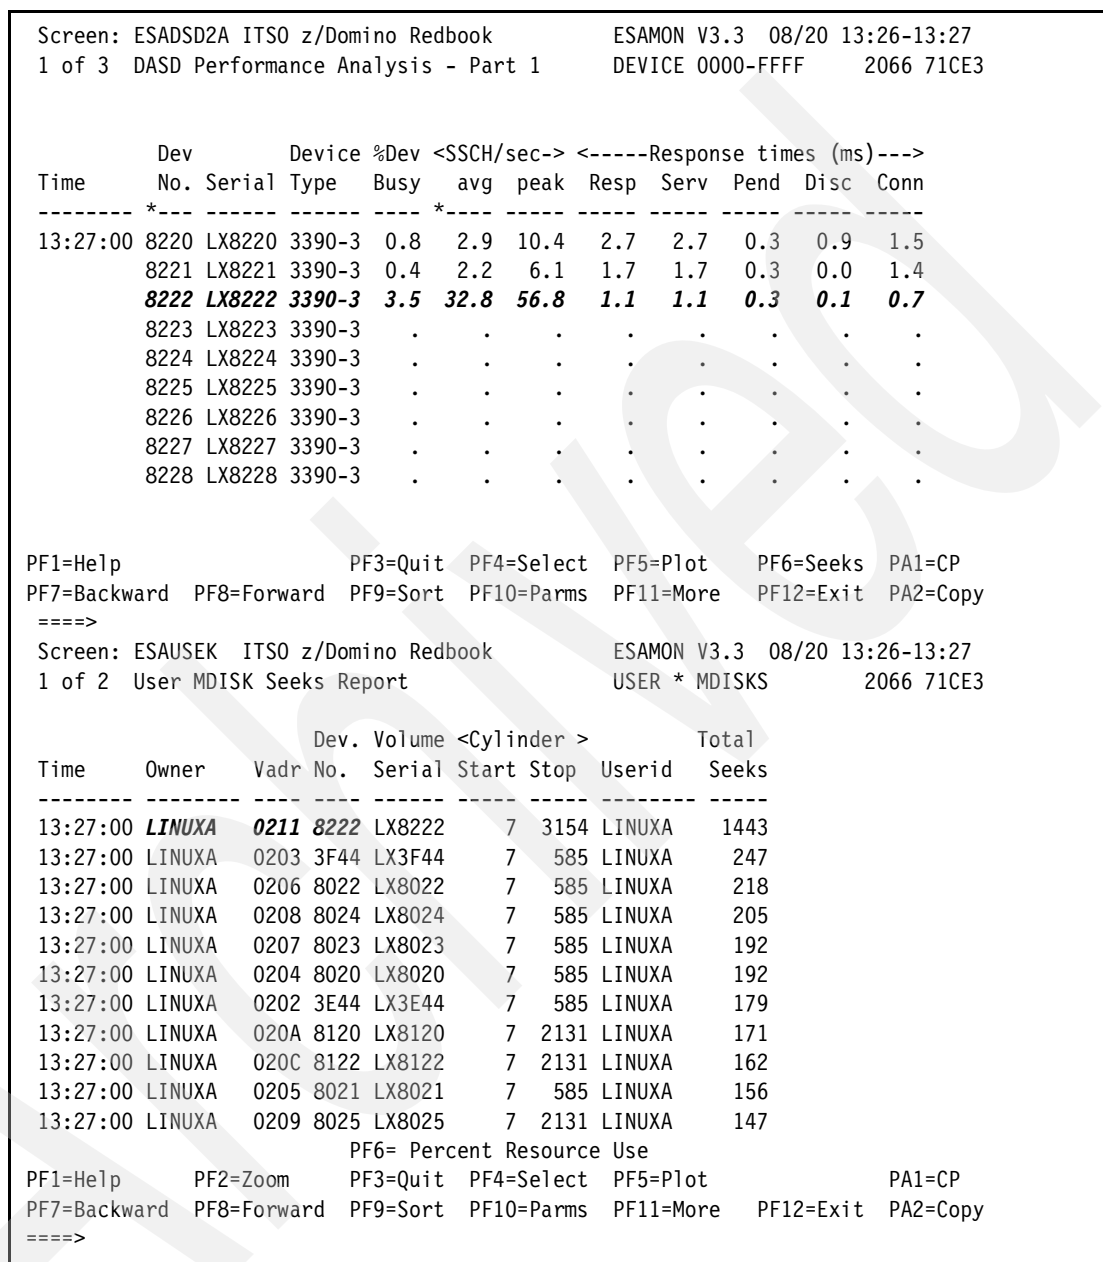 Screen: ESADSD2A ITSO z/Domino Redbook          ESAMON V3.3  08/20 13:26-13:27
1 of 3  DASD Performance Analysis - Part 1      DEVICE 0000-FFFF     2066 71CE3
Dev        Device %Dev <SSCH/sec-> <-----Response times (ms)--->
Time      No. Serial Type   Busy   avg  peak  Resp  Serv  Pend  Disc  Conn
-------- *--- ------ ------ ---- *---- ----- ----- ----- ----- ----- -----
13:27:00 8220 LX8220 3390-3  0.8   2.9  10.4   2.7   2.7   0.3   0.9   1.5
8221 LX8221 3390-3  0.4   2.2   6.1   1.7   1.7   0.3   0.0   1.4
8222 LX8222 3390-3  3.5  32.8  56.8   1.1   1.1   0.3   0.1   0.7
8223 LX8223 3390-3    .     .     .     .     .     .     .     .
8224 LX8224 3390-3    .     .     .     .     .     .     .     .
8225 LX8225 3390-3    .     .     .     .     .     .     .     .
8226 LX8226 3390-3    .     .     .     .     .     .     .     .
8227 LX8227 3390-3    .     .     .     .     .     .     .     .
8228 LX8228 3390-3    .     .     .     .     .     .     .     .
PF1=Help                   PF3=Quit  PF4=Select  PF5=Plot    PF6=Seeks  PA1=CP
PF7=Backward  PF8=Forward  PF9=Sort  PF10=Parms  PF11=More   PF12=Exit  PA2=Copy
====>
Screen: ESAUSEK  ITSO z/Domino Redbook          ESAMON V3.3  08/20 13:26-13:27
1 of 2  User MDISK Seeks Report                 USER * MDISKS        2066 71CE3
Dev. Volume <Cylinder >         Total
Time     Owner    Vadr No.  Serial Start Stop  Userid   Seeks
-------- -------- ---- ---- ------ ----- ----- -------- -----
13:27:00 LINUXA   0211 8222 LX8222     7  3154 LINUXA    1443
13:27:00 LINUXA   0203 3F44 LX3F44     7   585 LINUXA     247
13:27:00 LINUXA   0206 8022 LX8022     7   585 LINUXA     218
13:27:00 LINUXA   0208 8024 LX8024     7   585 LINUXA     205
13:27:00 LINUXA   0207 8023 LX8023     7   585 LINUXA     192
13:27:00 LINUXA   0204 8020 LX8020     7   585 LINUXA     192
13:27:00 LINUXA   0202 3E44 LX3E44     7   585 LINUXA     179
13:27:00 LINUXA   020A 8120 LX8120     7  2131 LINUXA     171
13:27:00 LINUXA   020C 8122 LX8122     7  2131 LINUXA     162
13:27:00 LINUXA   0205 8021 LX8021     7   585 LINUXA     156
13:27:00 LINUXA   0209 8025 LX8025     7  2131 LINUXA     147
PF6= Percent Resource Use
PF1=Help      PF2=Zoom     PF3=Quit  PF4=Select  PF5=Plot               PA1=CP
PF7=Backward  PF8=Forward  PF9=Sort  PF10=Parms  PF11=More   PF12=Exit  PA2=Copy
====>
Archived